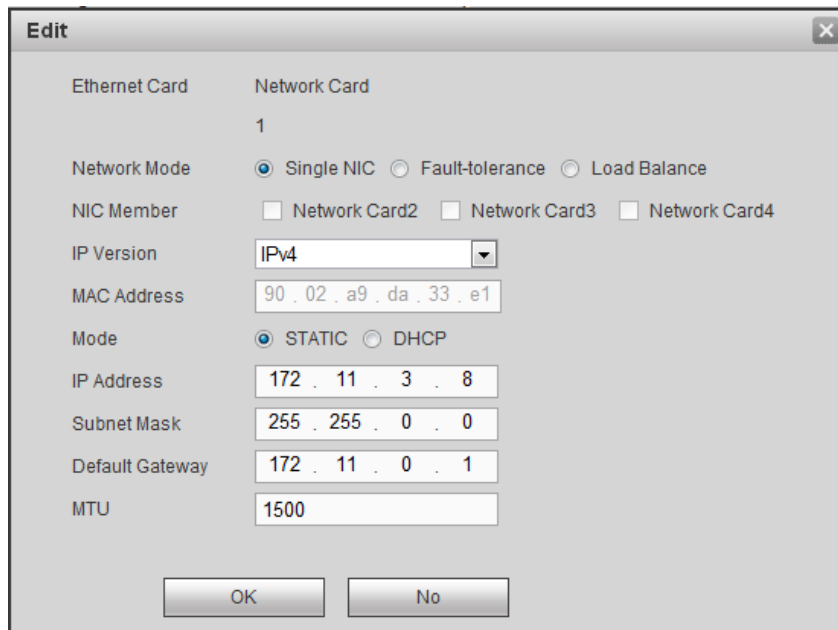 Edit
Ethernet Card Network Card
1
Network Mode Single NIC Fault-tolerance Load Balance
NIC Member Network Card2 Network Card3 Network Card4
IP Version IPv4
MAC Address 90 . 02 . a9 . da . 33 . e1
Mode STATIC DHCP
IP Address 172 . 11 . 3 . 8
Subnet Mask 255 . 255 . 0 . 0
Default Gateway 172 . 11 . 0 . 1
MTU 1500
OK No